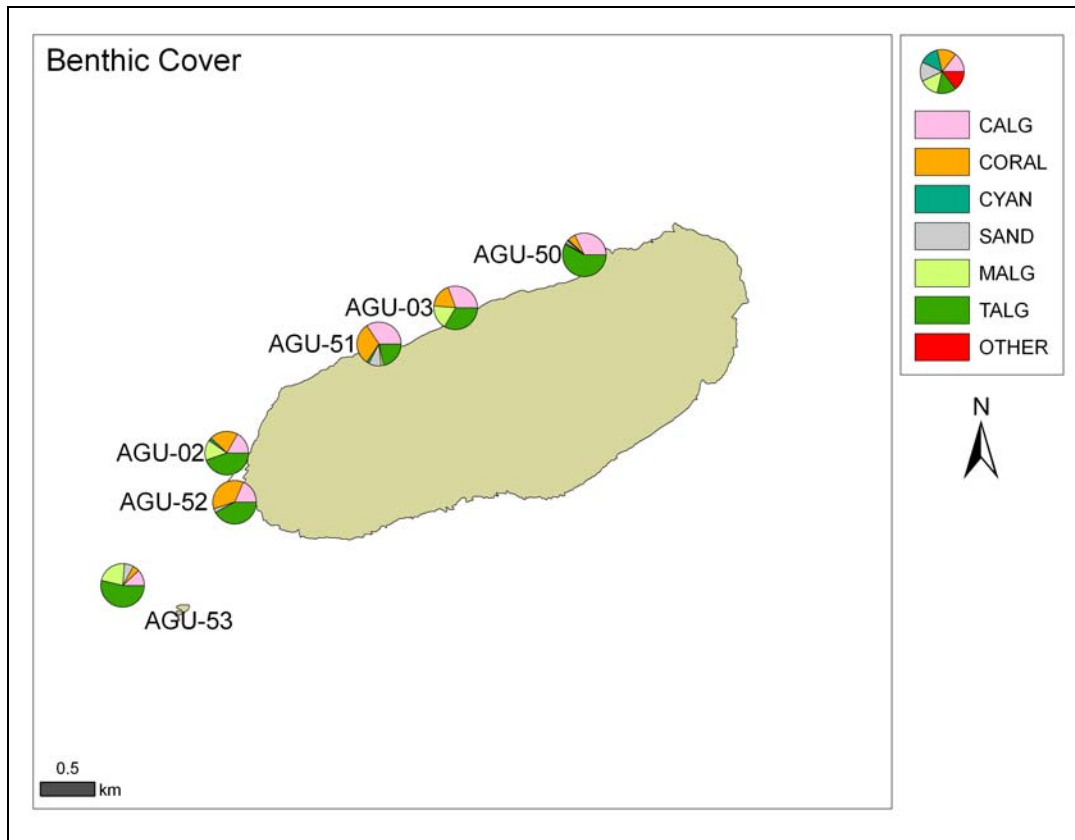 Benthic Cover
CALG
CORAL
CYAN
SAND
MALG
TALG
OTHER
N
AGU-50
AGU-03
AGU-51
AGU-02
AGU-52
AGU-53
0.5
km